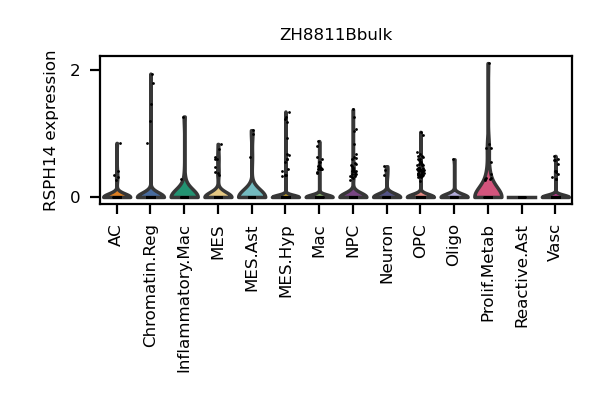 ZH8811Bbulk
RSPH14 expression
2
0
AC
Chromatin.Reg
Inflammatory.Mac
MES
MES.Ast
MES.Hyp
Mac
NPC
Neuron
OPC
Oligo
Prolif.Metab
Reactive.Ast
Vasc